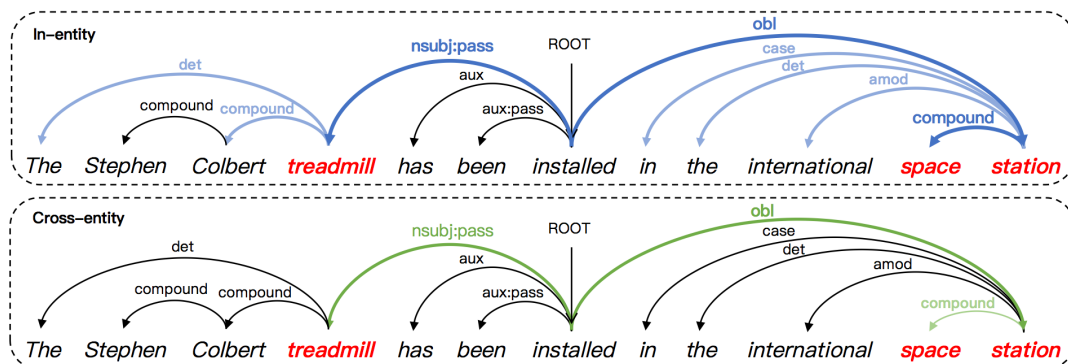 In-entity
obl
ROOT
nsubj:pass
case
det
det
aux
amod
compound
compound
aux:pass
compound
The Stephen Colbert treadmill has been installed in the international space station
Cross-entity
obl
ROOT
nsubj:pass
case
det
det
aux
amod
compound
compound
aux:pass
compound
The Stephen Colbert treadmill has been installed in the international space station